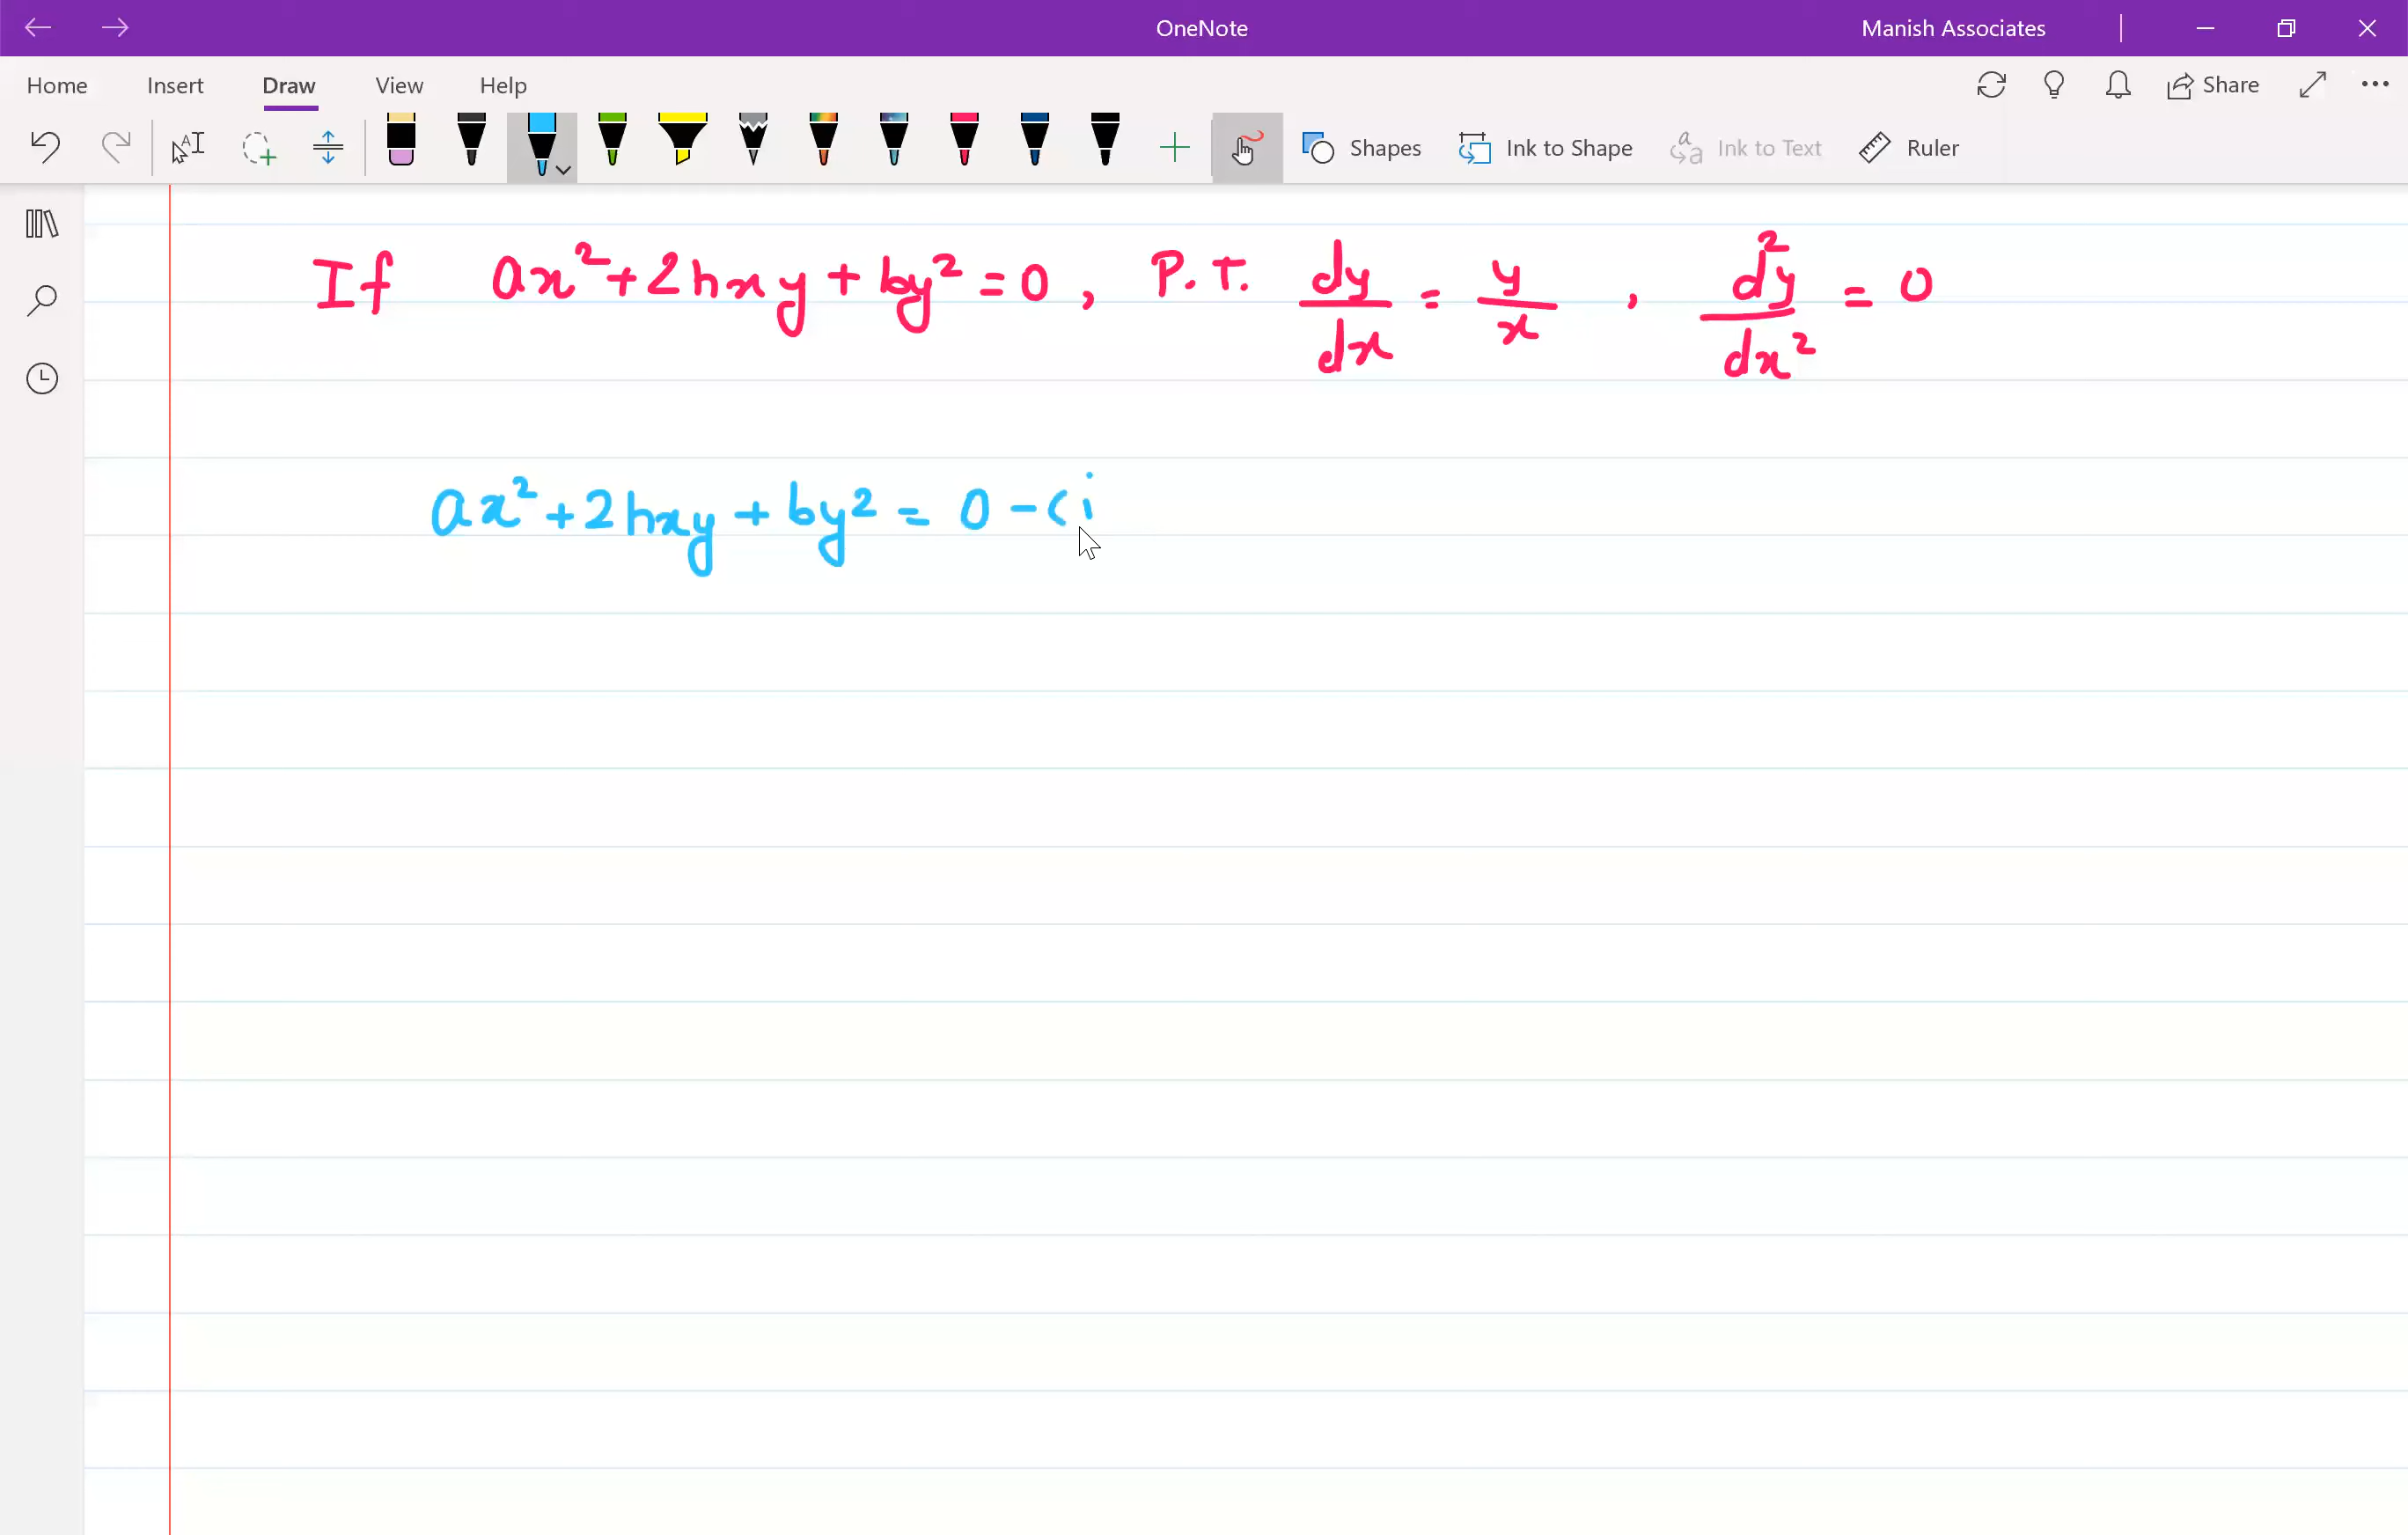 OneNote Manish Associates
Home Insert Draw View Help Share
AI Shapes Ink to Shape a a Ink to Text Ruler
If ax²+2hxy+by²=0, P.T. dy/dx = y/x , d²y/dx² = 0
ax²+2hxy+by² = 0 -(i